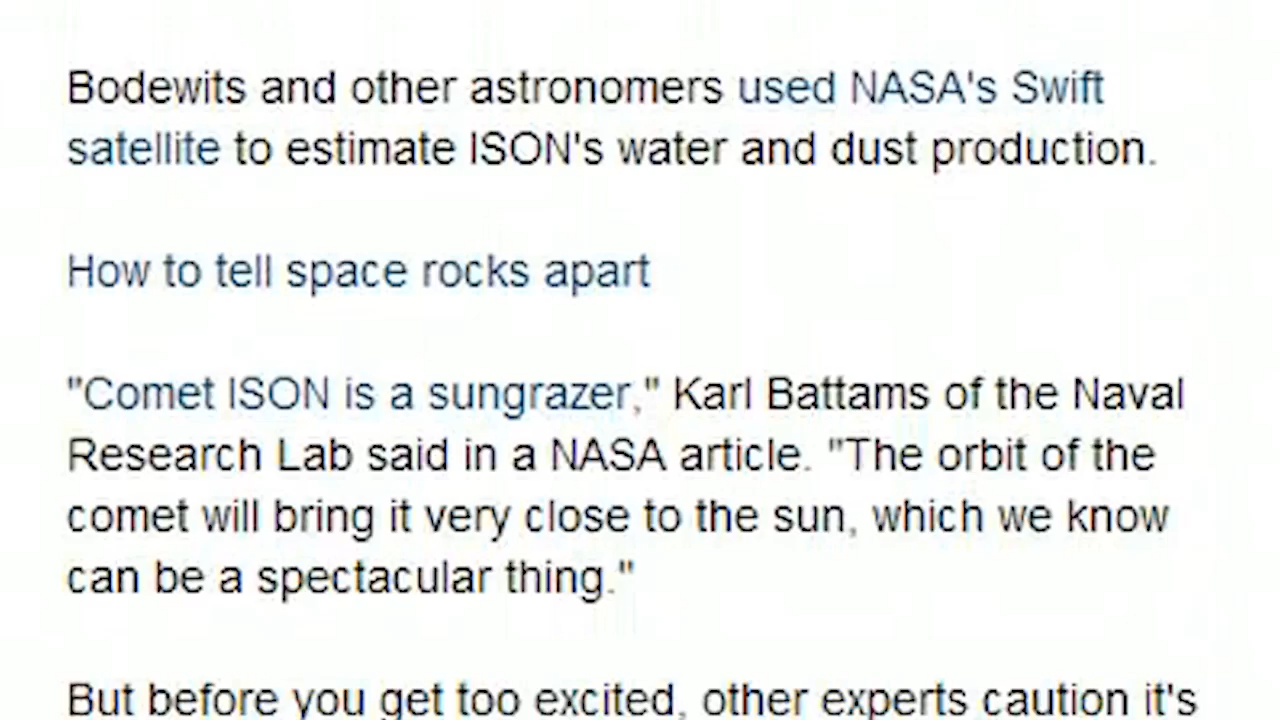 Bodewits and other astronomers used NASA's Swift
satellite to estimate ISON's water and dust production.
How to tell space rocks apart
"Comet ISON is a sungrazer," Karl Battams of the Naval
Research Lab said in a NASA article. "The orbit of the
comet will bring it very close to the sun, which we know
can be a spectacular thing."
But before you get too excited, other experts caution it's